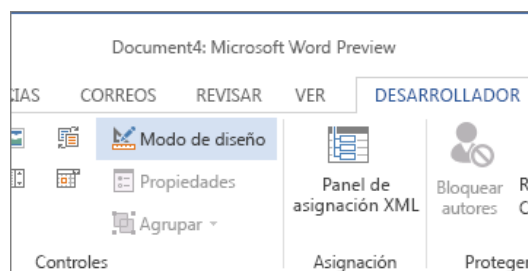 Document4: Microsoft Word Preview
CIAS CORREOS REVISAR VER DESARROLLADOR
Modo de diseño
Propiedades
Agrupar
Panel de
asignación XML
Bloquear
autores
Controles Asignación Proteger